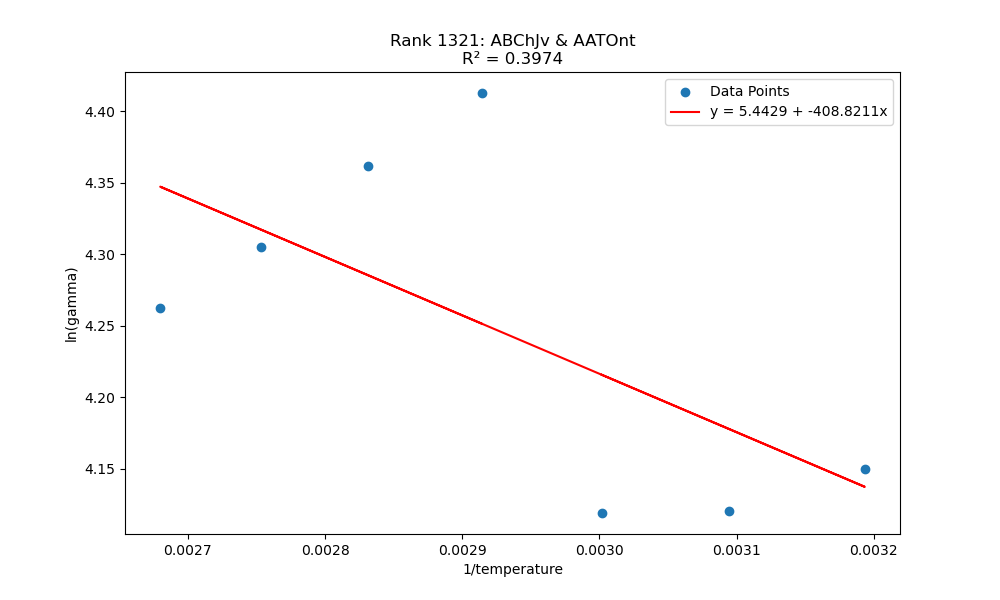 Rank 1321: ABChJv & AATOnt
R² = 0.3974
Data Points
y = 5.4429 + -408.8211x
4.40
4.35
4.30
4.25
4.20
4.15
ln(gamma)
0.0027
0.0028
0.0029
0.0030
0.0031
0.0032
1/temperature